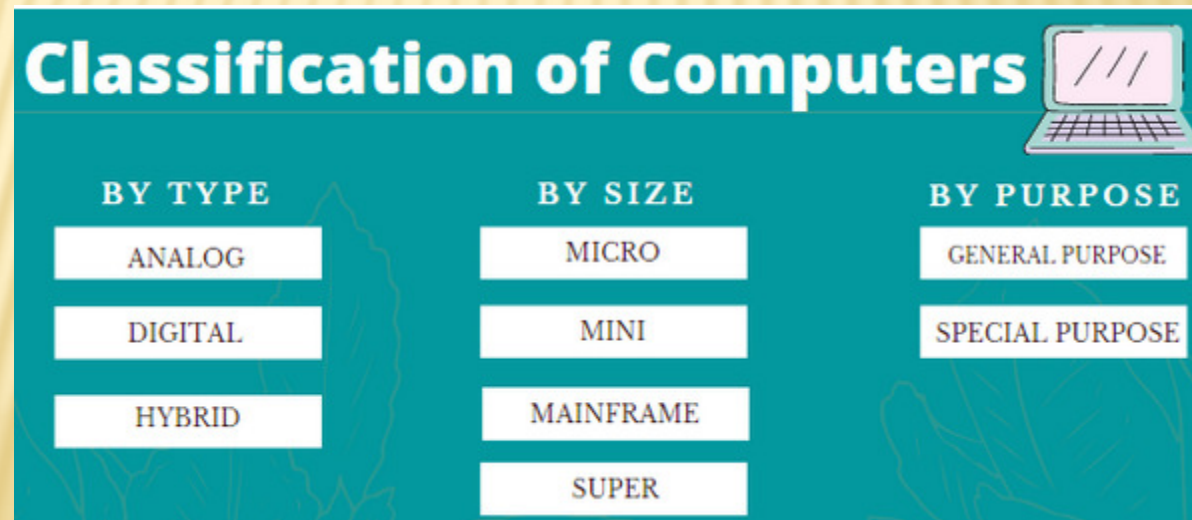 Classification of Computers
BY TYPE
ANALOG
DIGITAL
HYBRID
BY SIZE
MICRO
MINI
MAINFRAME
SUPER
BY PURPOSE
GENERAL PURPOSE
SPECIAL PURPOSE